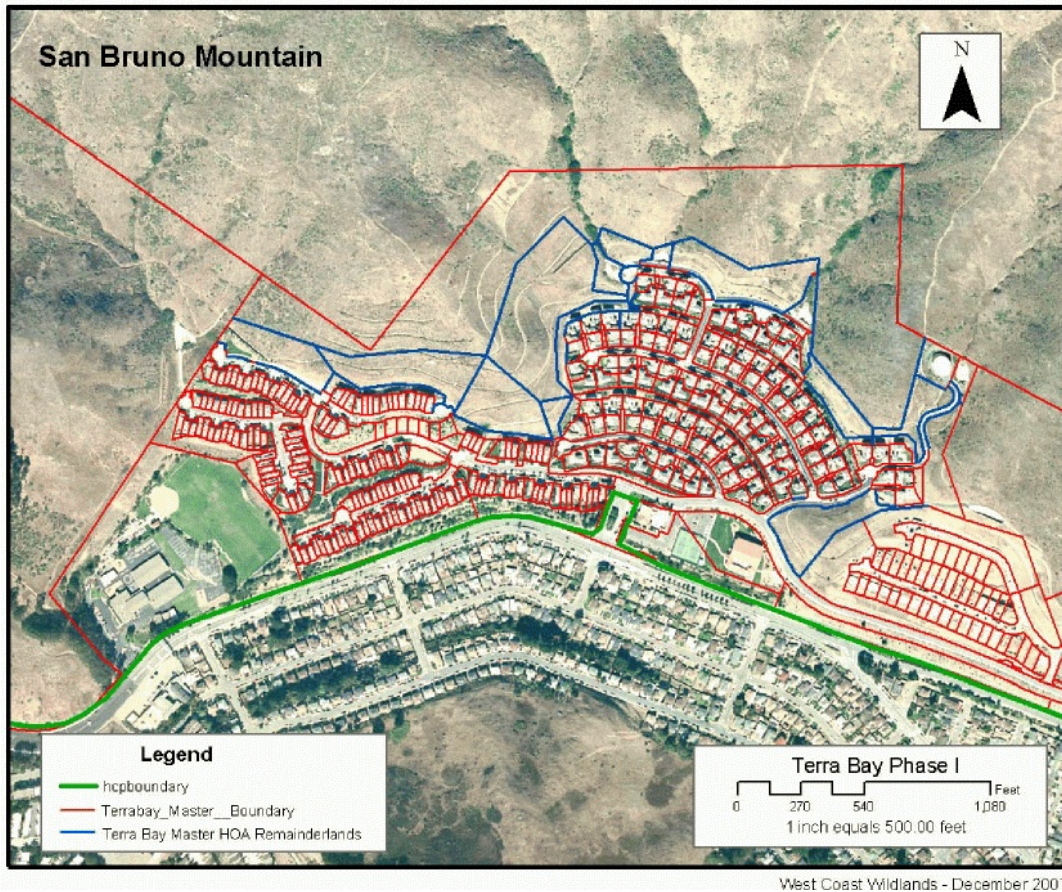 San Bruno Mountain
N
Legend
hcpboundary
Terrabay_Master__Boundary
Terra Bay Master HOA Remainderlands
Terra Bay Phase I
Feet
0 270 540 1,080
1 inch equals 500.00 feet
West Coast Wildlands - December 200